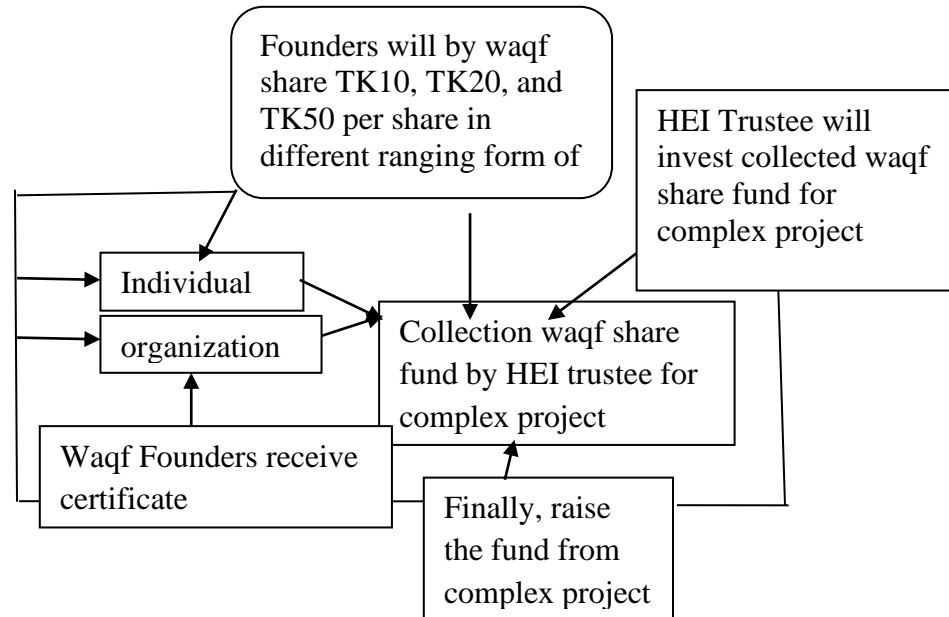 Founders will by waqf
share TK10, TK20, and
TK50 per share in
different ranging form of
HEI Trustee will
invest collected waqf
share fund for
complex project
Individual
organization
Collection waqf share
fund by HEI trustee for
complex project
Waqf Founders receive
certificate
Finally, raise
the fund from
complex project